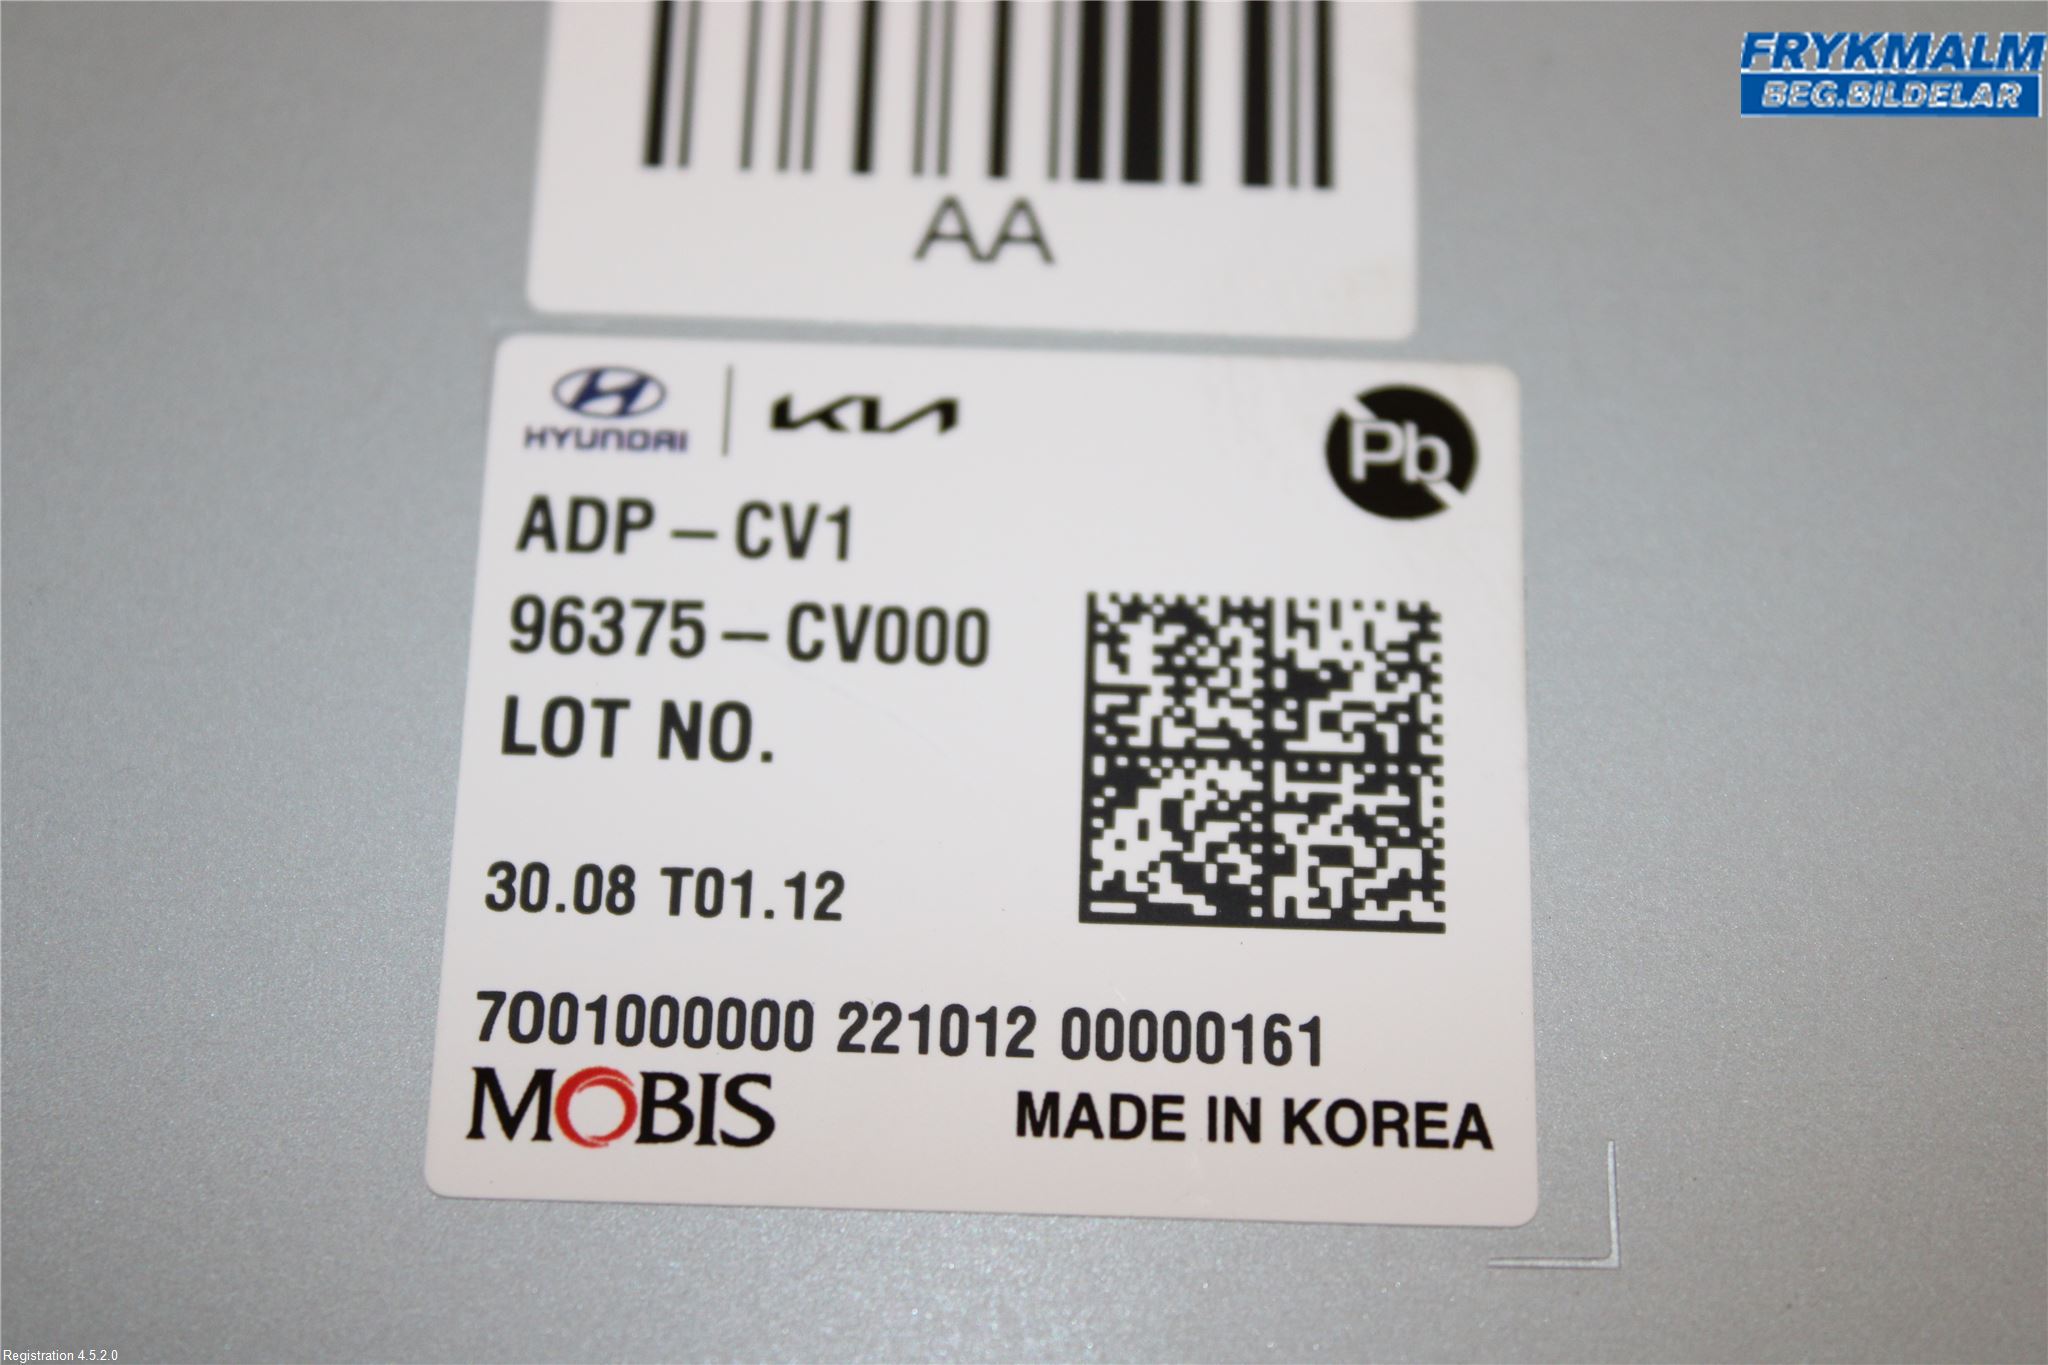 FRYKMALM
BEG.BILDELAR
AA
HYUNDAI
KIA
Pb
ADP – CV1
96375 – CV000
LOT NO.
30.08 T01.12
7001000000 221012 00000161
MOBIS
MADE IN KOREA
Registration 4.5.2.0